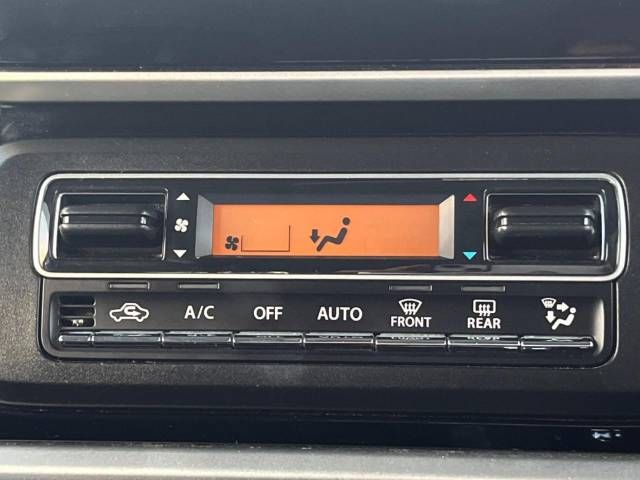 A/C OFF AUTO FRONT REAR